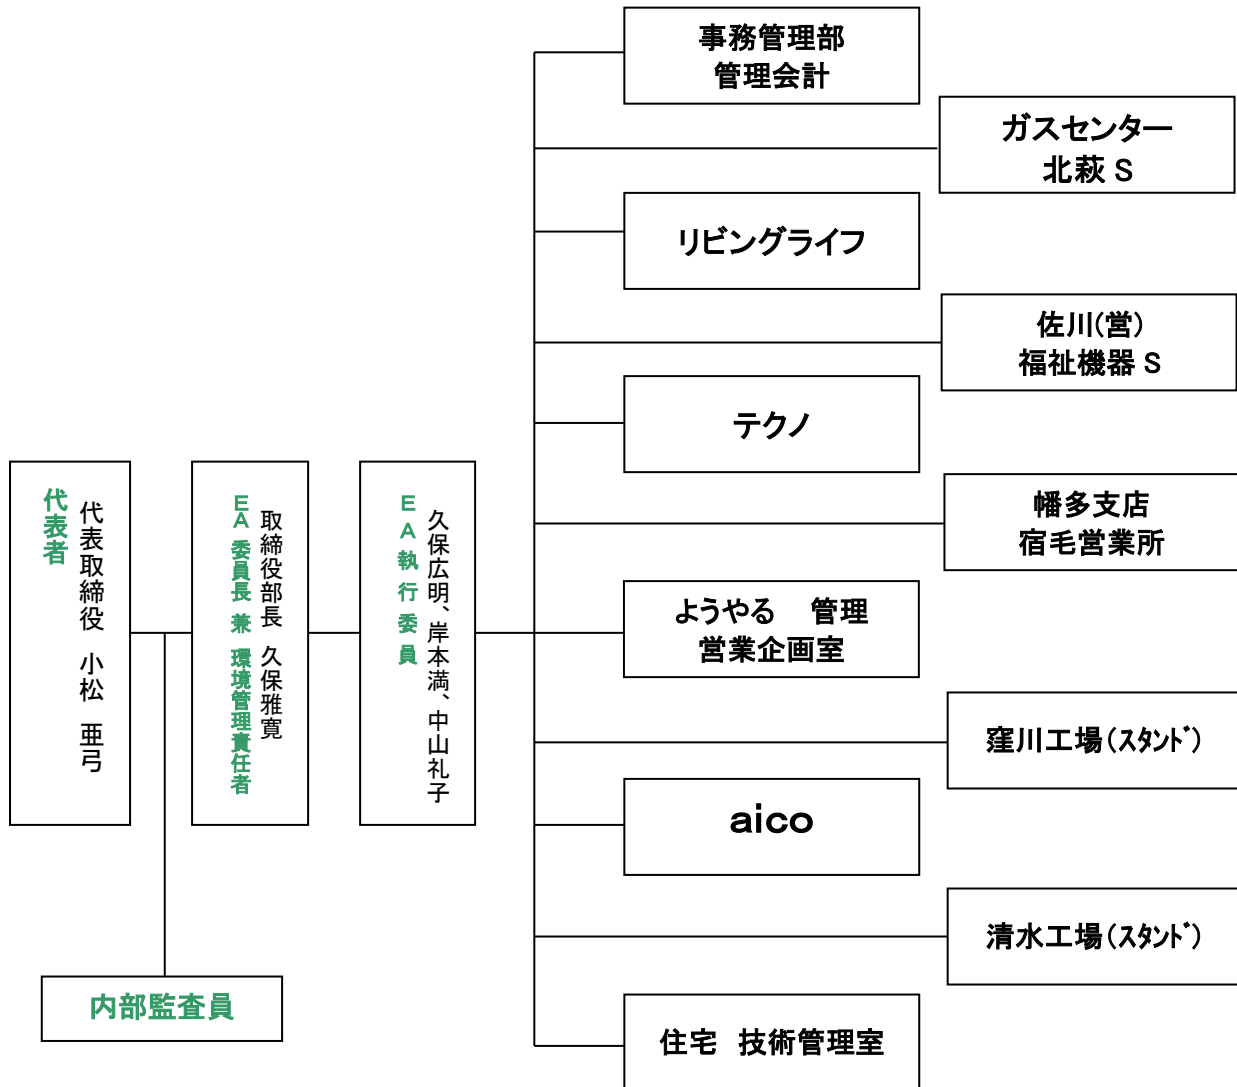 事務管理部
管理会計
ガスセンター
北萩 S
リビングライフ
佐川(営)
福祉機器 S
テクノ
幡多支店
宿毛営業所
ようやる　管理
営業企画室
窪川工場(ｽﾀﾝﾄﾞ)
aico
清水工場(ｽﾀﾝﾄﾞ)
住宅　技術管理室
代表者
代表取締役　小松　亜弓
ＥＡ 委員長 兼 環境管理責任者
取締役部長　久保雅寛
ＥＡ執行委員
久保広明、岸本満、中山礼子
内部監査員